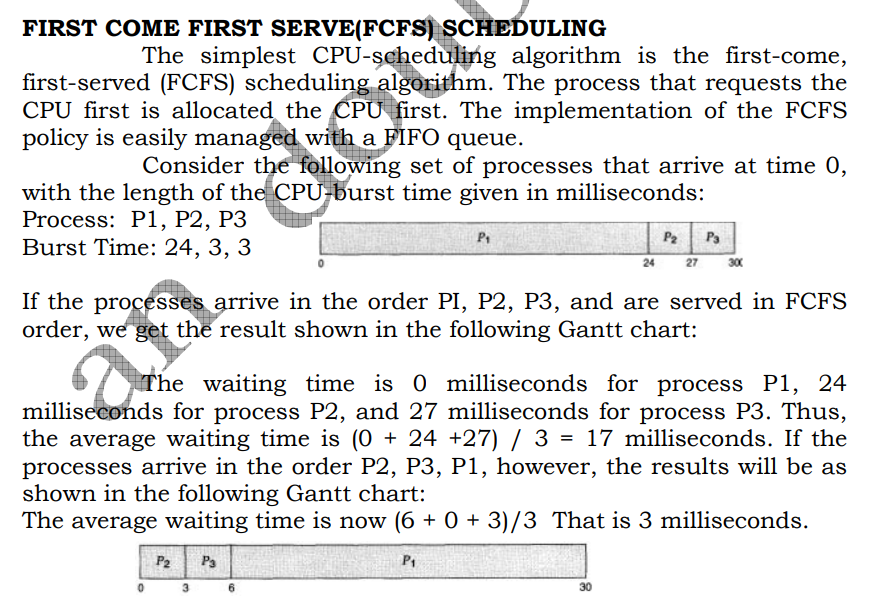 FIRST COME FIRST SERVE(FCFS) SCHEDULING
The simplest CPU-scheduling algorithm is the first-come,
first-served (FCFS) scheduling algorithm. The process that requests the
CPU first is allocated the CPU first. The implementation of the FCFS
policy is easily managed with a FIFO queue.
Consider the following set of processes that arrive at time 0,
with the length of the CPU-burst time given in milliseconds:
Process: P1, P2, P3
Burst Time: 24, 3, 3
P1 P2 P3
0 24 27 30
If the processes arrive in the order PI, P2, P3, and are served in FCFS
order, we get the result shown in the following Gantt chart:
The waiting time is 0 milliseconds for process P1, 24
milliseconds for process P2, and 27 milliseconds for process P3. Thus,
the average waiting time is (0 + 24 +27) / 3 = 17 milliseconds. If the
processes arrive in the order P2, P3, P1, however, the results will be as
shown in the following Gantt chart:
The average waiting time is now (6 + 0 + 3)/3 That is 3 milliseconds.
P2 P3 P1
0 3 6 30